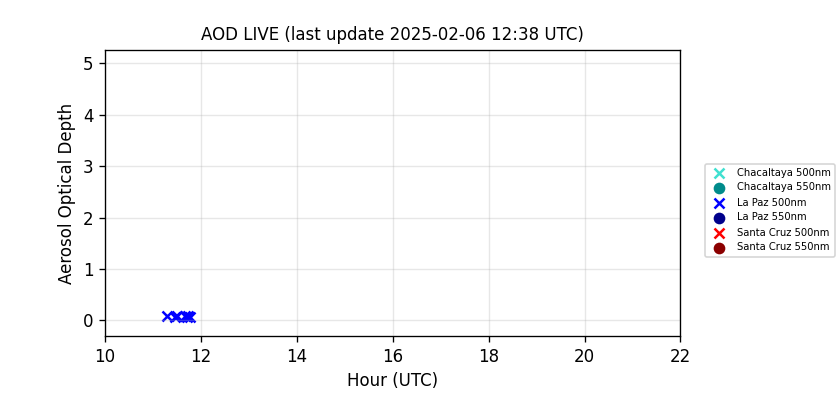 AOD LIVE (last update 2025-02-06 12:38 UTC)
Aerosol Optical Depth
5
4
3
2
1
0
10 12 14 16 18 20 22
Hour (UTC)
Chacaltaya 500nm
Chacaltaya 550nm
La Paz 500nm
La Paz 550nm
Santa Cruz 500nm
Santa Cruz 550nm